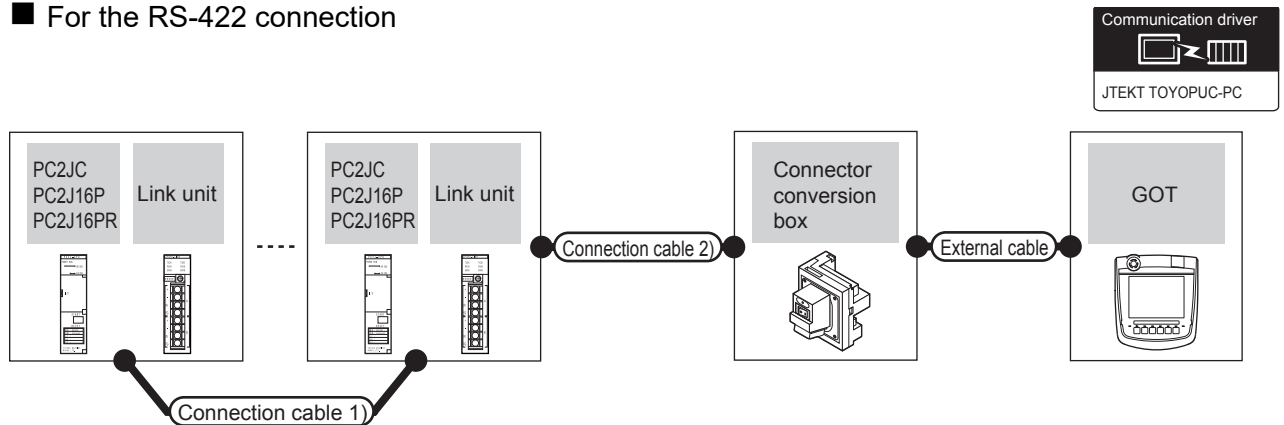 ■ For the RS-422 connection
Communication driver
JTEKT TOYOPUC-PC
PC2JC
PC2J16P
PC2J16PR
Link unit
PC2JC
PC2J16P
PC2J16PR
Link unit
Connector
conversion
box
GOT
Connection cable 2)
External cable
Connection cable 1)